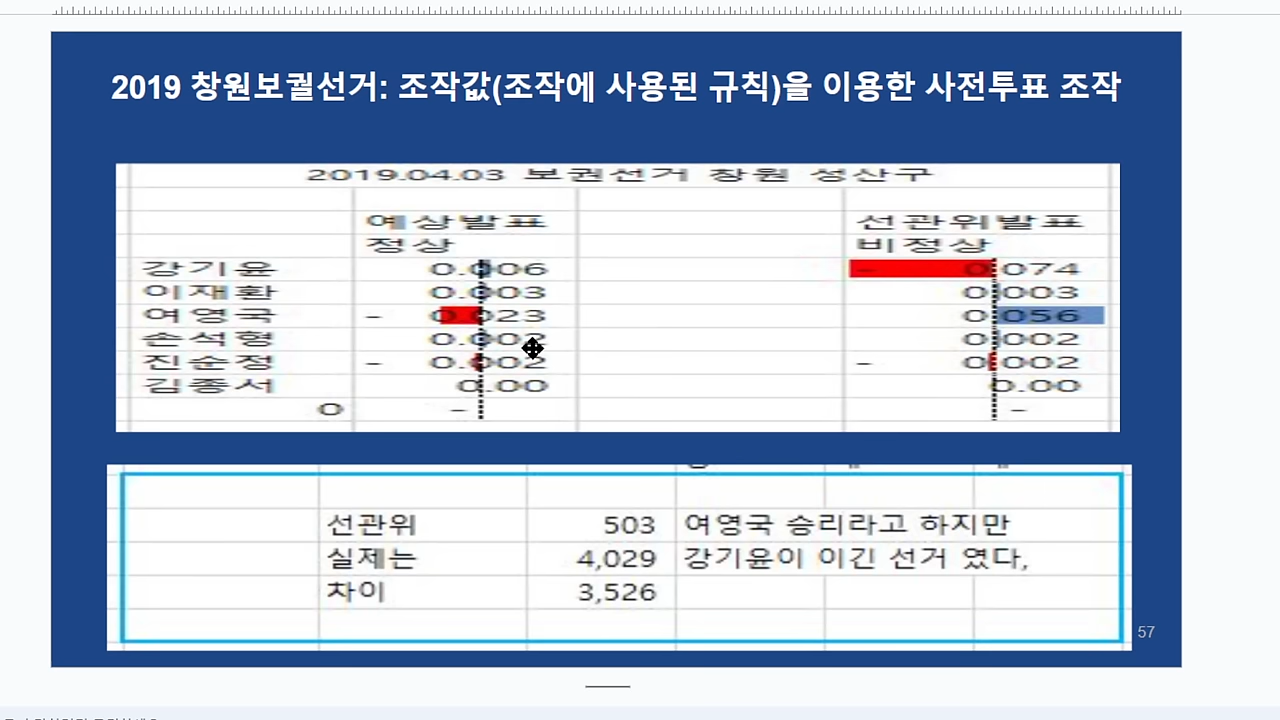 2019 창원보궐선거: 조작값(조작에 사용된 규칙)을 이용한 사전투표 조작
2019.04.03 보권선거 창원 성산구
예상발표 선관위발표
정상 비정상
강기윤 0.006 - 0.074
이재환 0.003 0.003
여영국 - 0.023 0.056
손석형 0.002 0.002
진순정 - 0.002 - 0.002
김종서 0.00 0.00
0 - -
선관위 503 여영국 승리라고 하지만
실제는 4,029 강기윤이 이긴 선거 였다,
차이 3,526
57